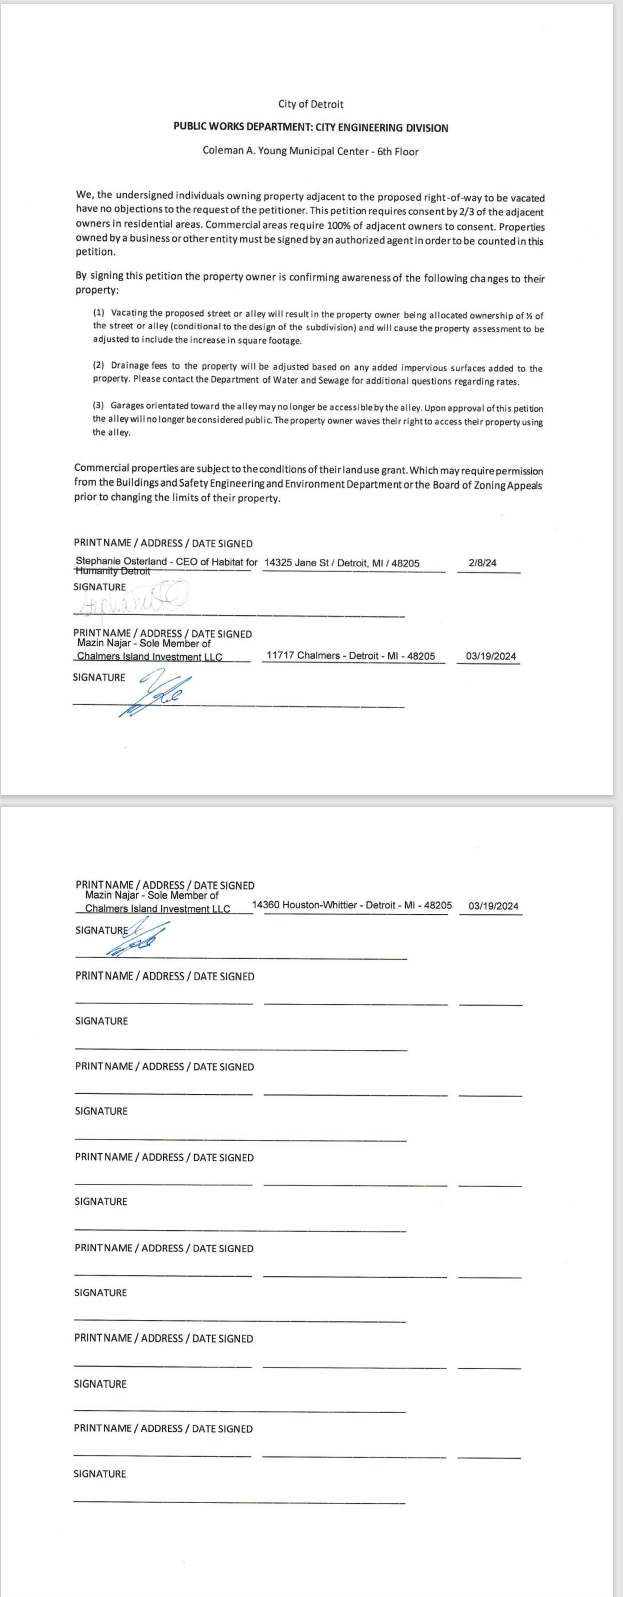 City of Detroit
PUBLIC WORKS DEPARTMENT: CITY ENGINEERING DIVISION
Coleman A. Young Municipal Center - 6th Floor
We, the undersigned individuals owning property adjacent to the proposed right-of-way to be vacated
have no objections to the request of the petitioner. This petition requires consent by 2/3 of the adjacent
owners in residential areas. Commercial areas require 100% of adjacent owners to consent. Properties
owned by a business or other entity must be signed by an authorized agent in order to be counted in this
petition.
By signing this petition the property owner is confirming awareness of the following changes to their
property:
(1) Vacating the proposed street or alley will result in the property owner being allocated ownership of ½ of
the street or alley (conditional to the design of the subdivision) and will cause the property assessment to be
adjusted to include the increase in square footage.
(2) Drainage fees to the property will be adjusted based on any added impervious surfaces added to the
property. Please contact the Department of Water and Sewage for additional questions regarding rates.
(3) Garages orientated toward the alley may no longer be accessible by the alley. Upon approval of this petition
the alley will no longer be considered public. The property owner waves their right to access their property using
the alley.
Commercial properties are subject to the conditions of their land use grant. Which may require permission
from the Buildings and Safety Engineering and Environment Department or the Board of Zoning Appeals
prior to changing the limits of their property.
PRINT NAME / ADDRESS / DATE SIGNED
Stephanie Osterland - CEO of Habitat for 14325 Jane St / Detroit, MI / 48205 2/8/24
Humanity Detroit
SIGNATURE
PRINT NAME / ADDRESS / DATE SIGNED
Mazin Najar - Sole Member of
Chalmers Island Investment LLC 11717 Chalmers - Detroit - MI - 48205 03/19/2024
SIGNATURE
PRINT NAME / ADDRESS / DATE SIGNED
Mazin Najar - Sole Member of
Chalmers Island Investment LLC 14360 Houston-Whittier - Detroit - MI - 48205 03/19/2024
SIGNATURE
PRINT NAME / ADDRESS / DATE SIGNED
SIGNATURE
PRINT NAME / ADDRESS / DATE SIGNED
SIGNATURE
PRINT NAME / ADDRESS / DATE SIGNED
SIGNATURE
PRINT NAME / ADDRESS / DATE SIGNED
SIGNATURE
PRINT NAME / ADDRESS / DATE SIGNED
SIGNATURE
PRINT NAME / ADDRESS / DATE SIGNED
SIGNATURE